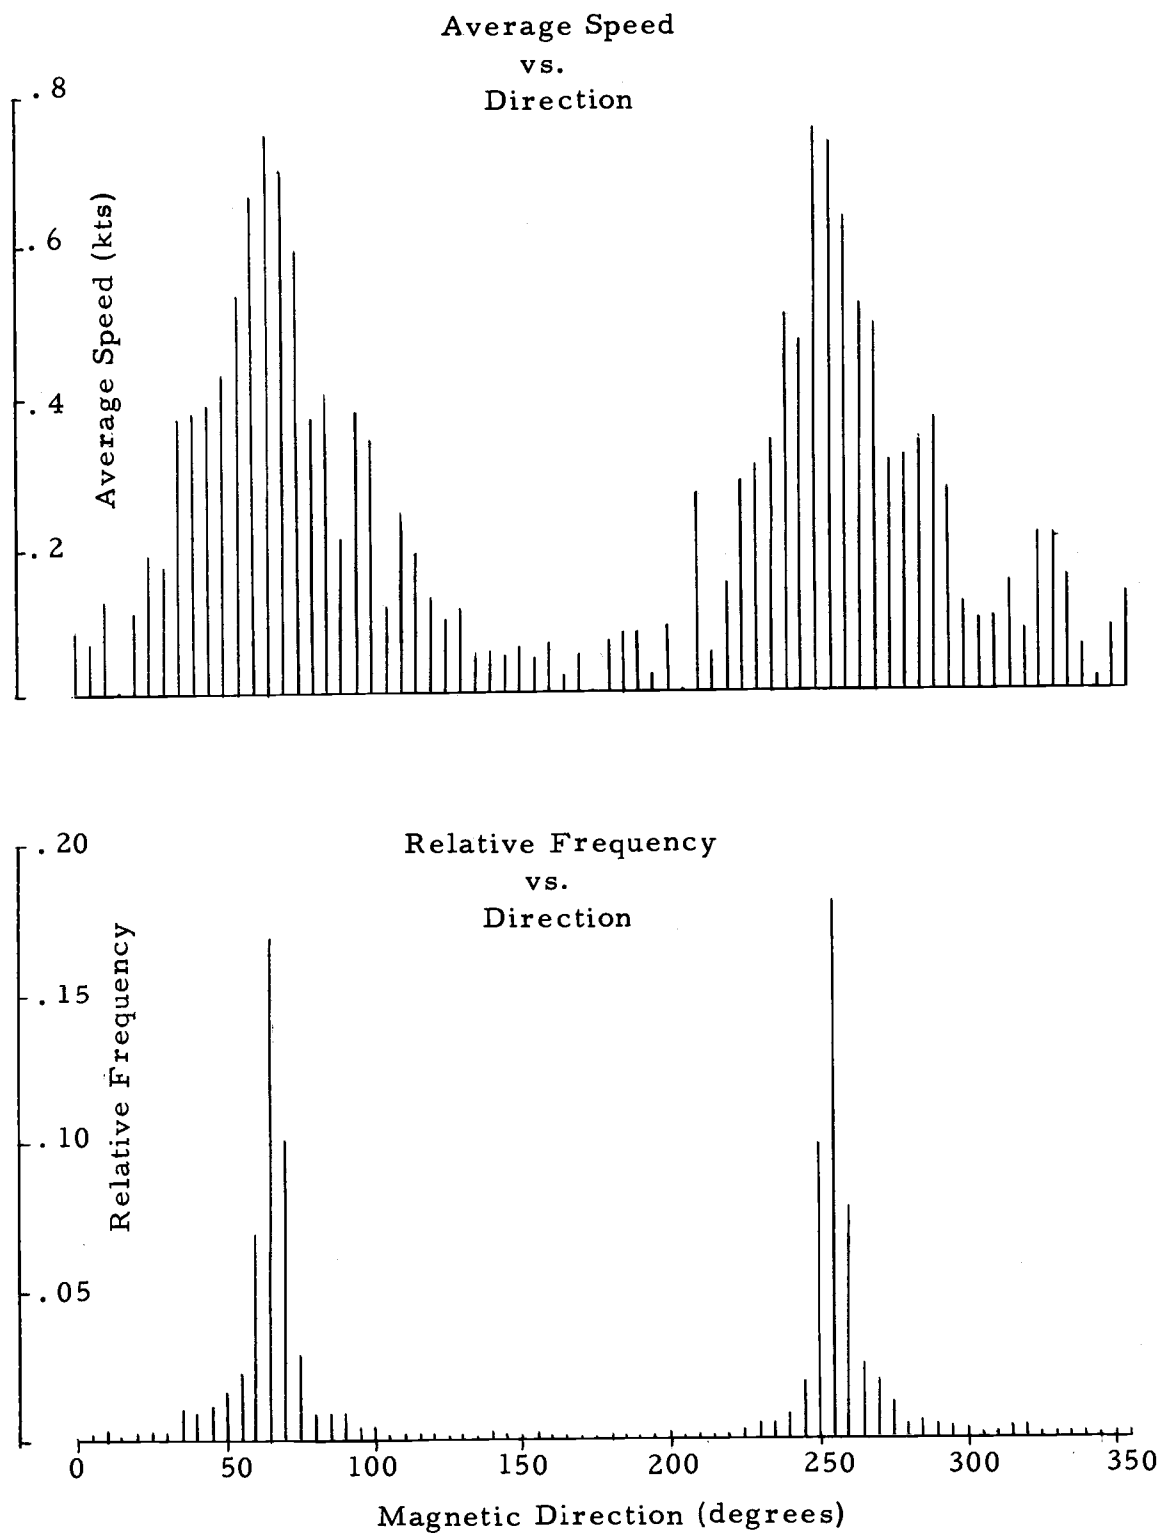 Average Speed
vs.
Direction
.8
.6
.4
.2
Average Speed (kts)
Relative Frequency
vs.
Direction
.20
.15
.10
.05
Relative Frequency
0 50 100 150 200 250 300 350
Magnetic Direction (degrees)